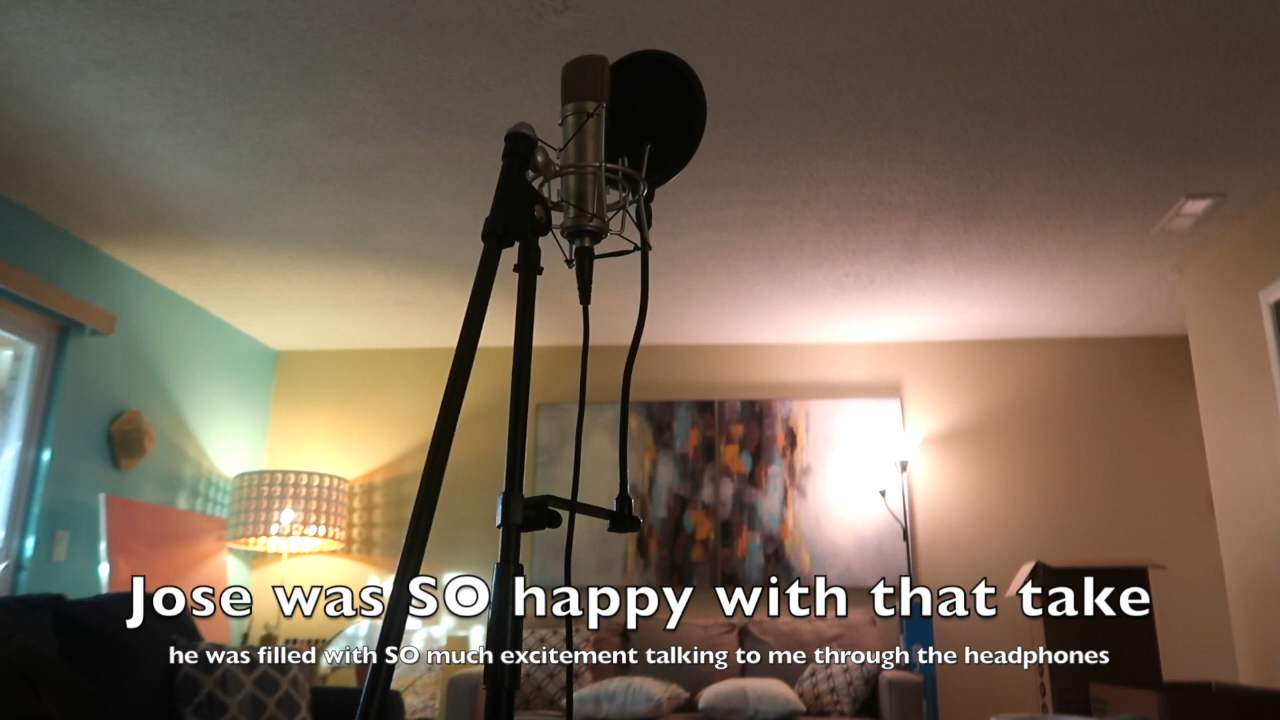 Jose was SO happy with that take
he was filled with SO much excitement talking to me through the headphones